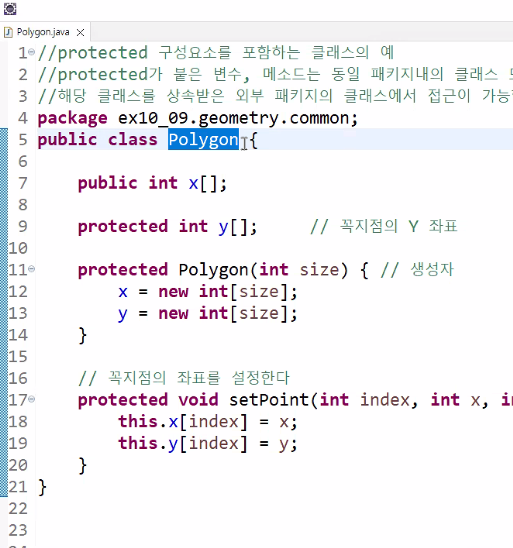 Polygon.java
1 //protected 구성요소를 포함하는 클래스의 예
2 //protected가 붙은 변수, 메소드는 동일 패키지내의 클래스
3 //해당 클래스를 상속받은 외부 패키지의 클래스에서 접근이
4 package ex10_09.geometry.common;
5 public class Polygon {
6
7 public int x[];
8
9 protected int y[]; // 꼭지점의 Y 좌표
10
11 protected Polygon(int size) { // 생성자
12 x = new int[size];
13 y = new int[size];
14 }
15
16 // 꼭지점의 좌표를 설정한다
17 protected void setPoint(int index, int x,
18 this.x[index] = x;
19 this.y[index] = y;
20 }
21 }
22
23